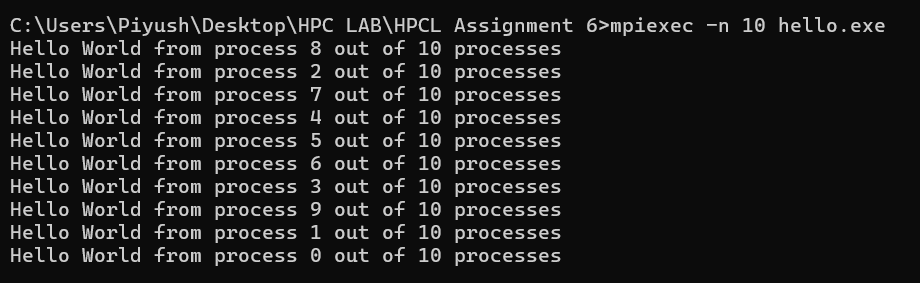 C:\Users\Piyush\Desktop\HPC LAB\HPCL Assignment 6>mpiexec -n 10 hello.exe
Hello World from process 8 out of 10 processes
Hello World from process 2 out of 10 processes
Hello World from process 7 out of 10 processes
Hello World from process 4 out of 10 processes
Hello World from process 5 out of 10 processes
Hello World from process 6 out of 10 processes
Hello World from process 3 out of 10 processes
Hello World from process 9 out of 10 processes
Hello World from process 1 out of 10 processes
Hello World from process 0 out of 10 processes